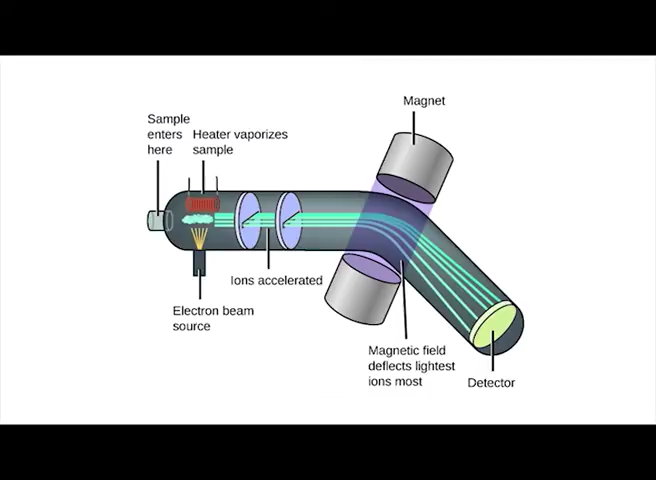 Magnet
Sample
enters
here
Heater vaporizes
sample
Ions accelerated
Electron beam
source
Magnetic field
deflects lightest
ions most
Detector